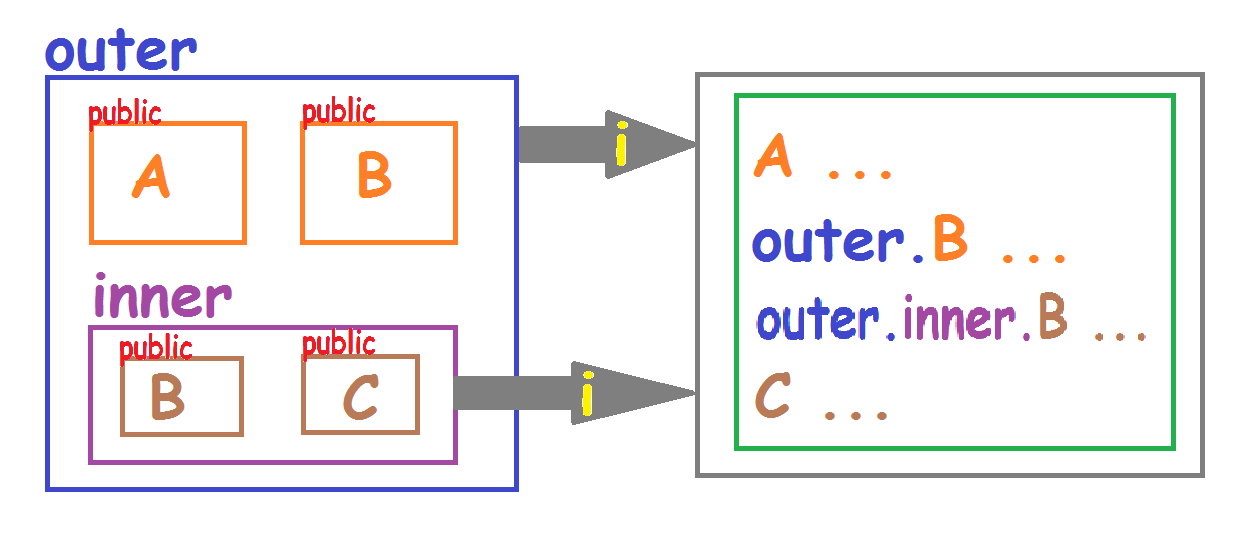 outer
public
public
A
B
inner
public
public
B
C
i
i
A ...
outer.B ...
outer.inner.B ...
C ...